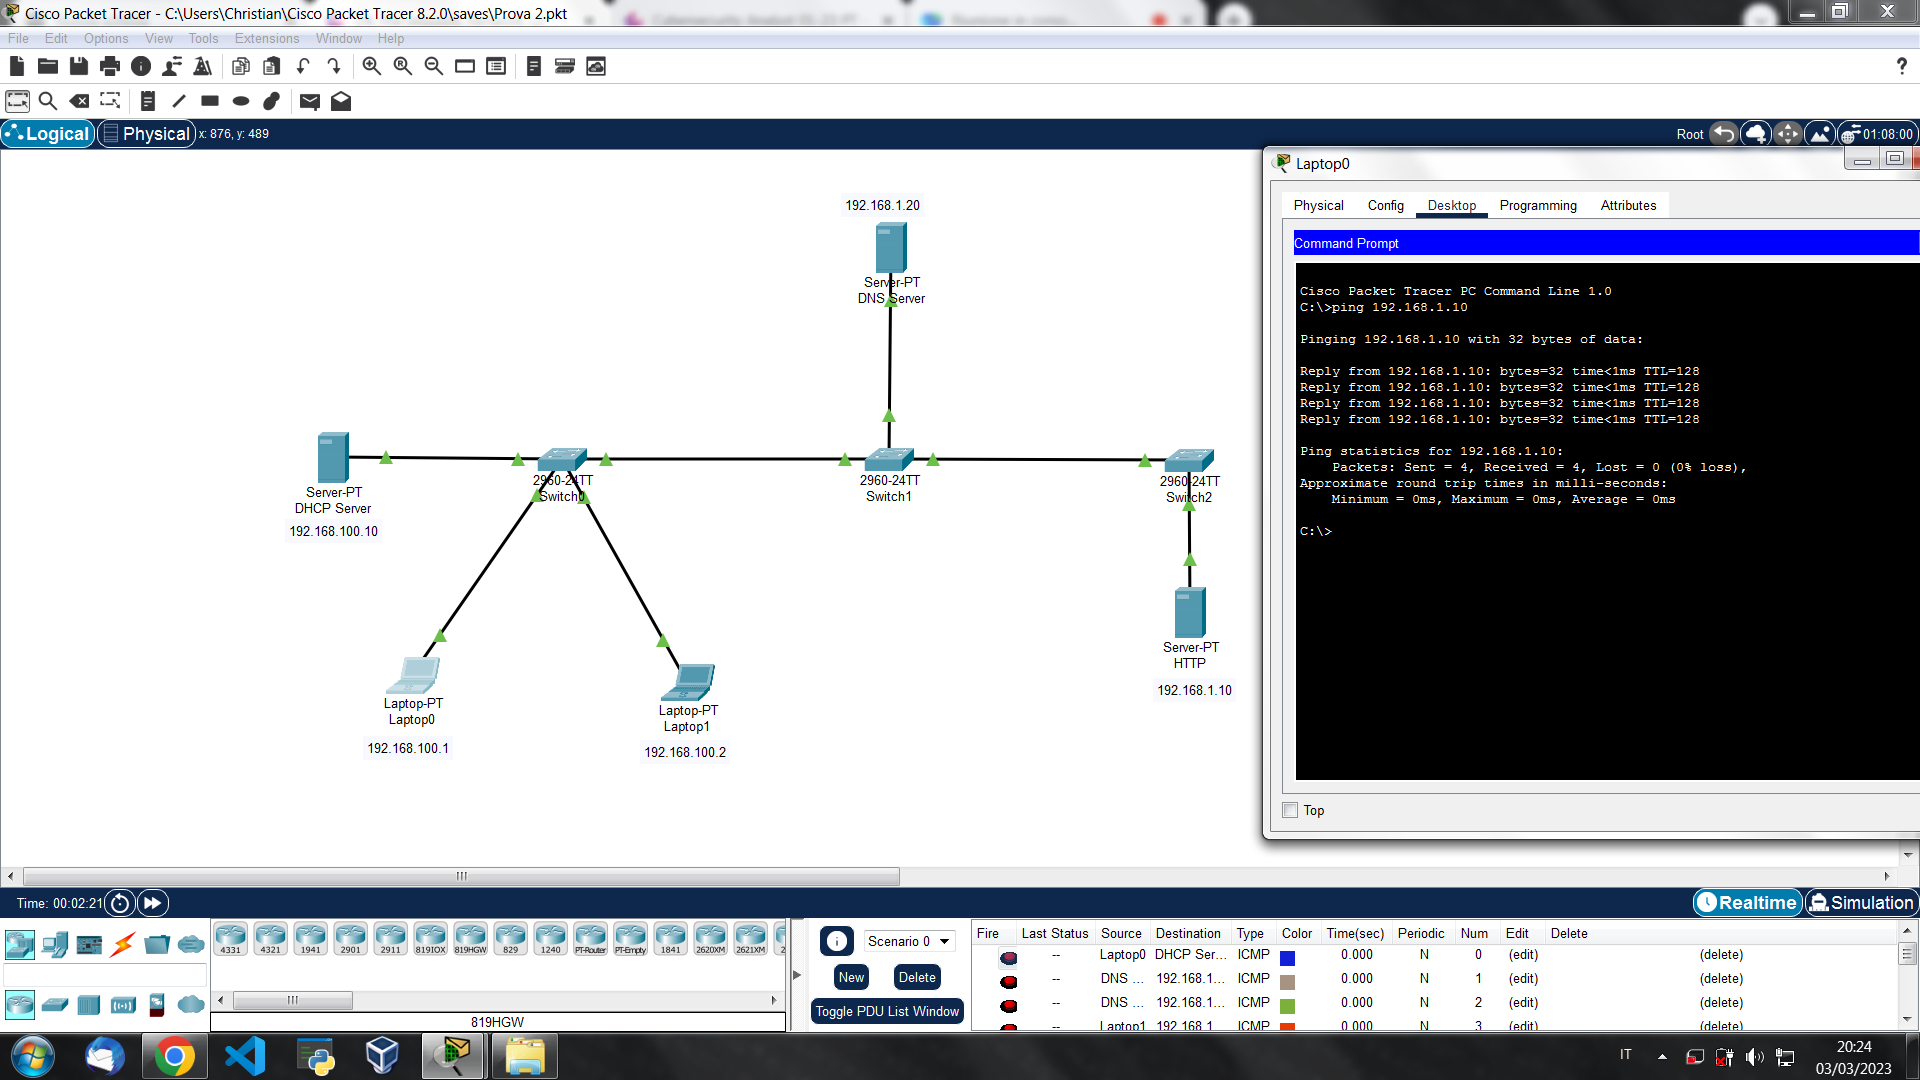 Cisco Packet Tracer - C:\Users\Christian\Cisco Packet Tracer 8.2.0\saves\Prova 2.pkt
File Edit Options View Tools Extensions Window Help
Logical Physical x: 876, y: 489
Root 01:08:00
192.168.1.20
Server-PT
DNS Server
Server-PT
DHCP Server
192.168.100.10
2960-24TT
Switch0
2960-24TT
Switch1
2960-24TT
Switch2
Server-PT
HTTP
192.168.1.10
Laptop-PT
Laptop0
192.168.100.1
Laptop-PT
Laptop1
192.168.100.2
Laptop0
Physical Config Desktop Programming Attributes
Command Prompt
Cisco Packet Tracer PC Command Line 1.0
C:\>ping 192.168.1.10
Pinging 192.168.1.10 with 32 bytes of data:
Reply from 192.168.1.10: bytes=32 time<1ms TTL=128
Reply from 192.168.1.10: bytes=32 time<1ms TTL=128
Reply from 192.168.1.10: bytes=32 time<1ms TTL=128
Reply from 192.168.1.10: bytes=32 time<1ms TTL=128
Ping statistics for 192.168.1.10:
Packets: Sent = 4, Received = 4, Lost = 0 (0% loss),
Approximate round trip times in milli-seconds:
Minimum = 0ms, Maximum = 0ms, Average = 0ms
C:\>
Top
Time: 00:02:21
Realtime Simulation
4331 4321 1941 2901 2911 819IOX 819HGW 829 1240 PT-Router PT-Empty 1841 2620XM 2621XM 2
819HGW
Scenario 0
New Delete
Toggle PDU List Window
Fire Last Status Source Destination Type Color Time(sec) Periodic Num Edit Delete
-- Laptop0 DHCP Ser... ICMP 0.000 N 0 (edit) (delete)
-- DNS ... 192.168.1... ICMP 0.000 N 1 (edit) (delete)
-- DNS ... 192.168.1... ICMP 0.000 N 2 (edit) (delete)
-- Laptop1 192.168.1 ICMP 0.000 N 3 (edit) (delete)
IT
20:24
03/03/2023